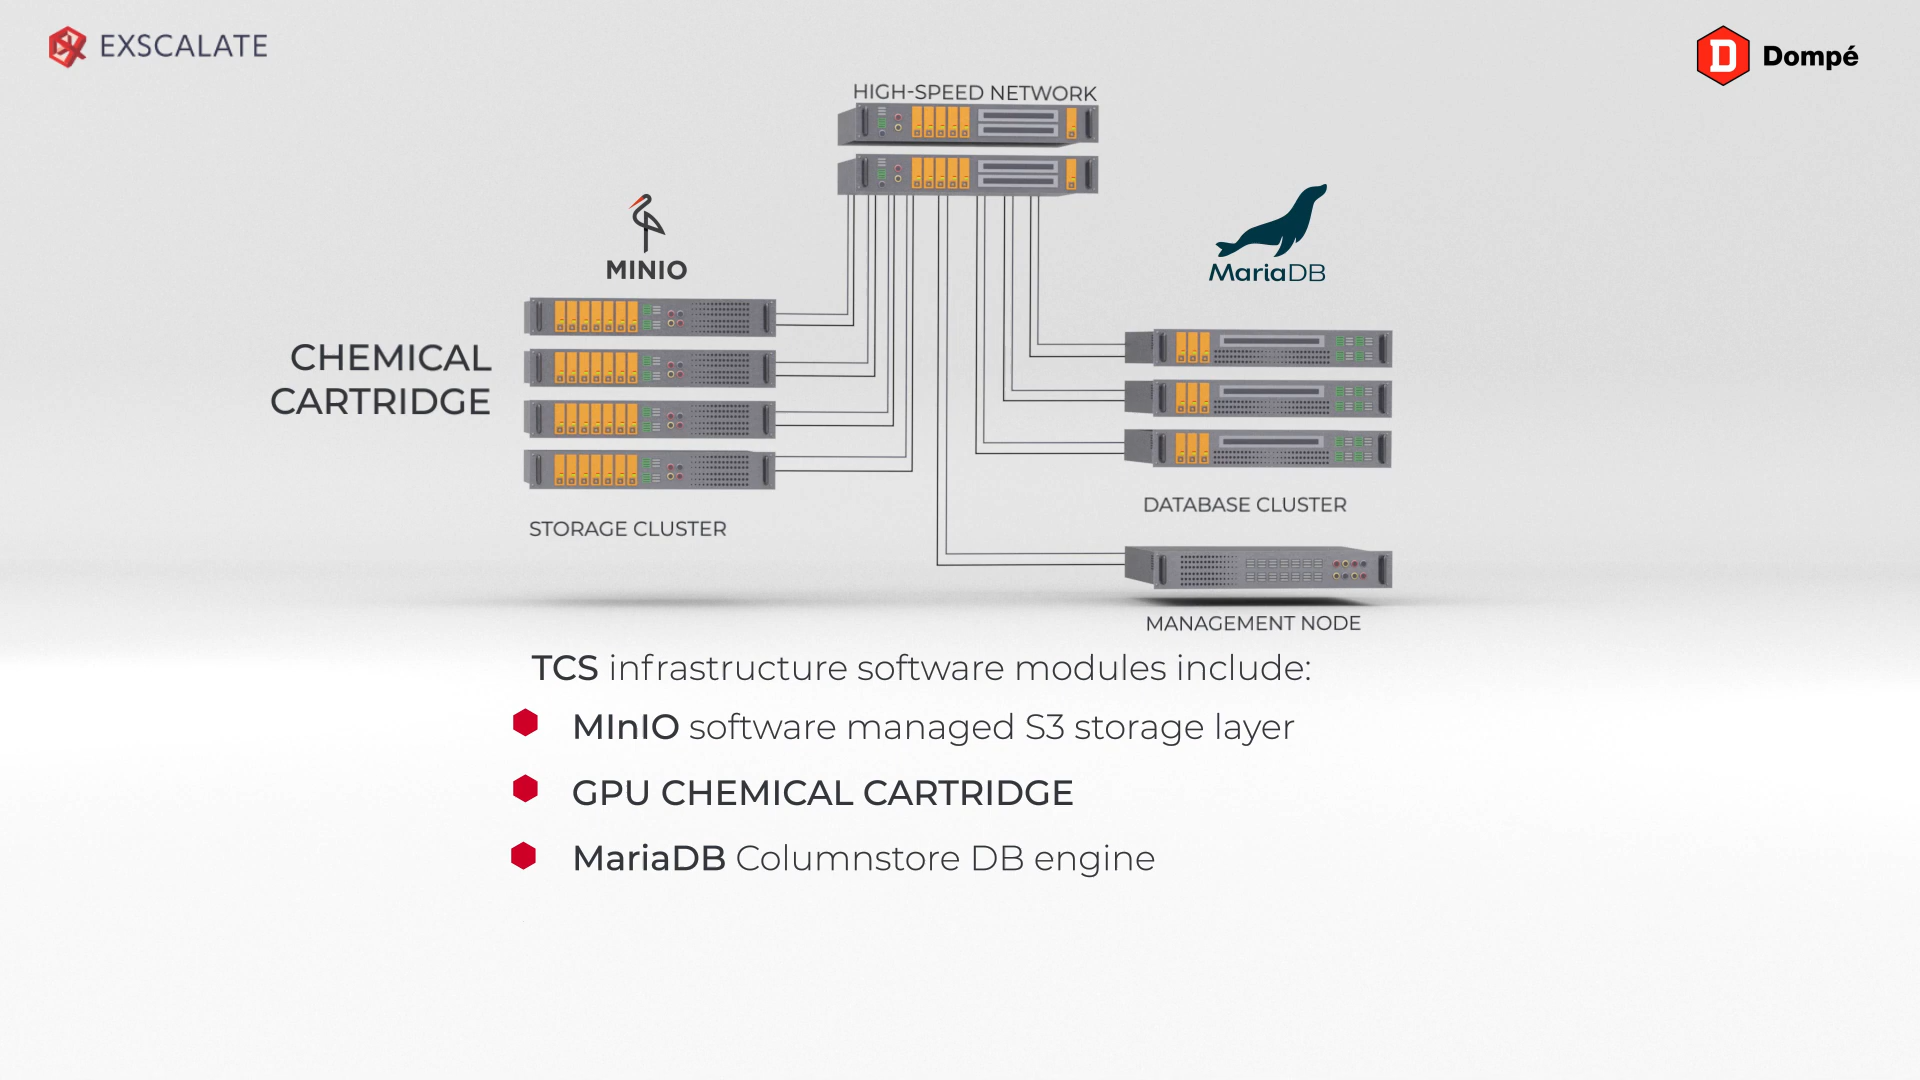 EXSCALATE
Dompé
HIGH-SPEED NETWORK
MINIO
MariaDB
CHEMICAL
CARTRIDGE
STORAGE CLUSTER
DATABASE CLUSTER
MANAGEMENT NODE
TCS infrastructure software modules include:
MInIO software managed S3 storage layer
GPU CHEMICAL CARTRIDGE
MariaDB Columnstore DB engine